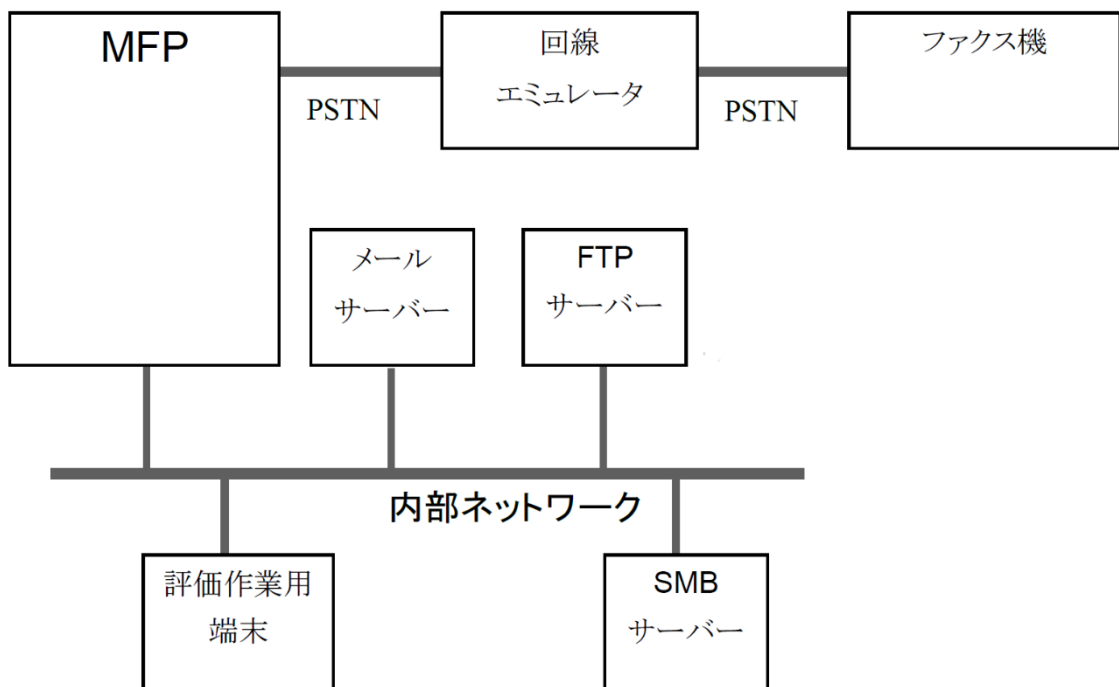 MFP
回線
エミュレータ
ファクス機
PSTN
PSTN
メール
サーバー
FTP
サーバー
内部ネットワーク
評価作業用
端末
SMB
サーバー